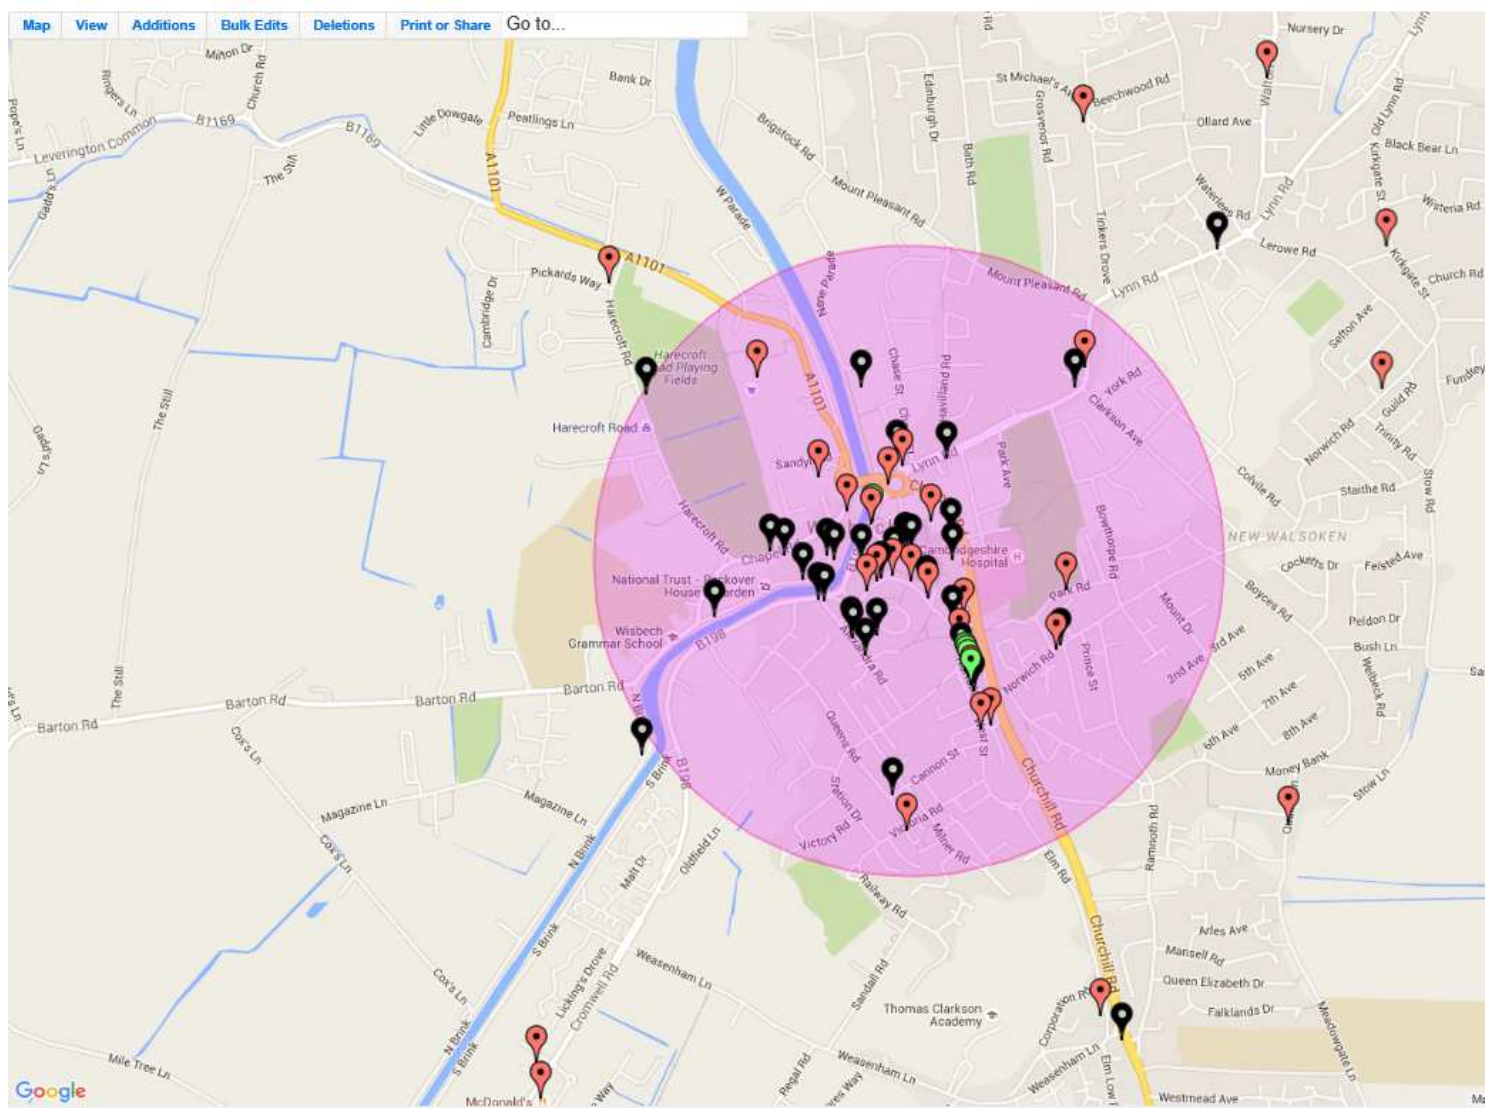 Map View Additions Bulk Edits Deletions Print or Share Go to...
Milton Dr
Church Rd
Ringers Ln
Pope's Ln
B1169
Leverington Common
The Still
Gadd's Ln
B1169
Little Dowgate
Peatlings Ln
Bank Dr
A1101
W Parade
Brigstock Rd
Mount Pleasant Rd
Edinburgh Dr
Bath Rd
Grosvenor Rd
Beechwood Rd
Nursery Dr
Ollard Ave
Old Lynn Rd
Kirkgate St
Black Bear Ln
Wisteria Rd
Waterlees Rd
Lynn Rd
Lerowe Rd
Kirkgate St
Church Rd
Tinkers Drove
Lynn Rd
Mount Pleasant Rd
Nene Parade
A1101
Pickards Way
Cambridge Dr
Harecroft Rd
Harecroft
Playing
Fields
A1101
Chase St
York Rd
Clarkson Ave
Sefton Ave
Guild Rd
Trinity Rd
Norwich Rd
Harecroft Road
Lynn Rd
Park Ave
Colvile Rd
Staithe Rd
Stow Rd
The Still
Gadd's Ln
Harecroft Rd
Bowthorpe Rd
NEW WALSOKEN
Cambridgeshire
Hospital
Cocketts Dr
Felsted Ave
National Trust - Peckover
House
Garden
Park Rd
Mount Dr
Boyces Rd
Peldon Dr
Bush Ln
Wisbech
Grammar School
B198
Alexandra Rd
Norwich Rd
Prince St
2nd Ave
3rd Ave
5th Ave
7th Ave
8th Ave
6th Ave
Welbeck Rd
The Still
Barton Rd
Barton Rd
Barton Rd
Barton Rd
Cox's Ln
S Brink
B198
Queens Rd
Cannon St
Station Dr
Churchill Rd
Money Bank
Stow Ln
Magazine Ln
Magazine Ln
Victory Rd
Victoria Rd
Milner Rd
Elm Rd
Ramnoth Rd
Cox's Ln
N Brink
Malt Dr
Oldfield Ln
Railway Rd
S Brink
Churchill Rd
Arles Ave
Mansell Rd
Queen Elizabeth Dr
Falklands Dr
Meadowgate Ln
Cox's Ln
Licking's Drove
Cromwell Rd
Weasenham Ln
Sandall Rd
Thomas Clarkson
Academy
Corporation Rd
N Brink
S Brink
Mile Tree Ln
Regal Rd
Weasenham Ln
Weasenham Ln
Google
McDonald's
Westmead Ave